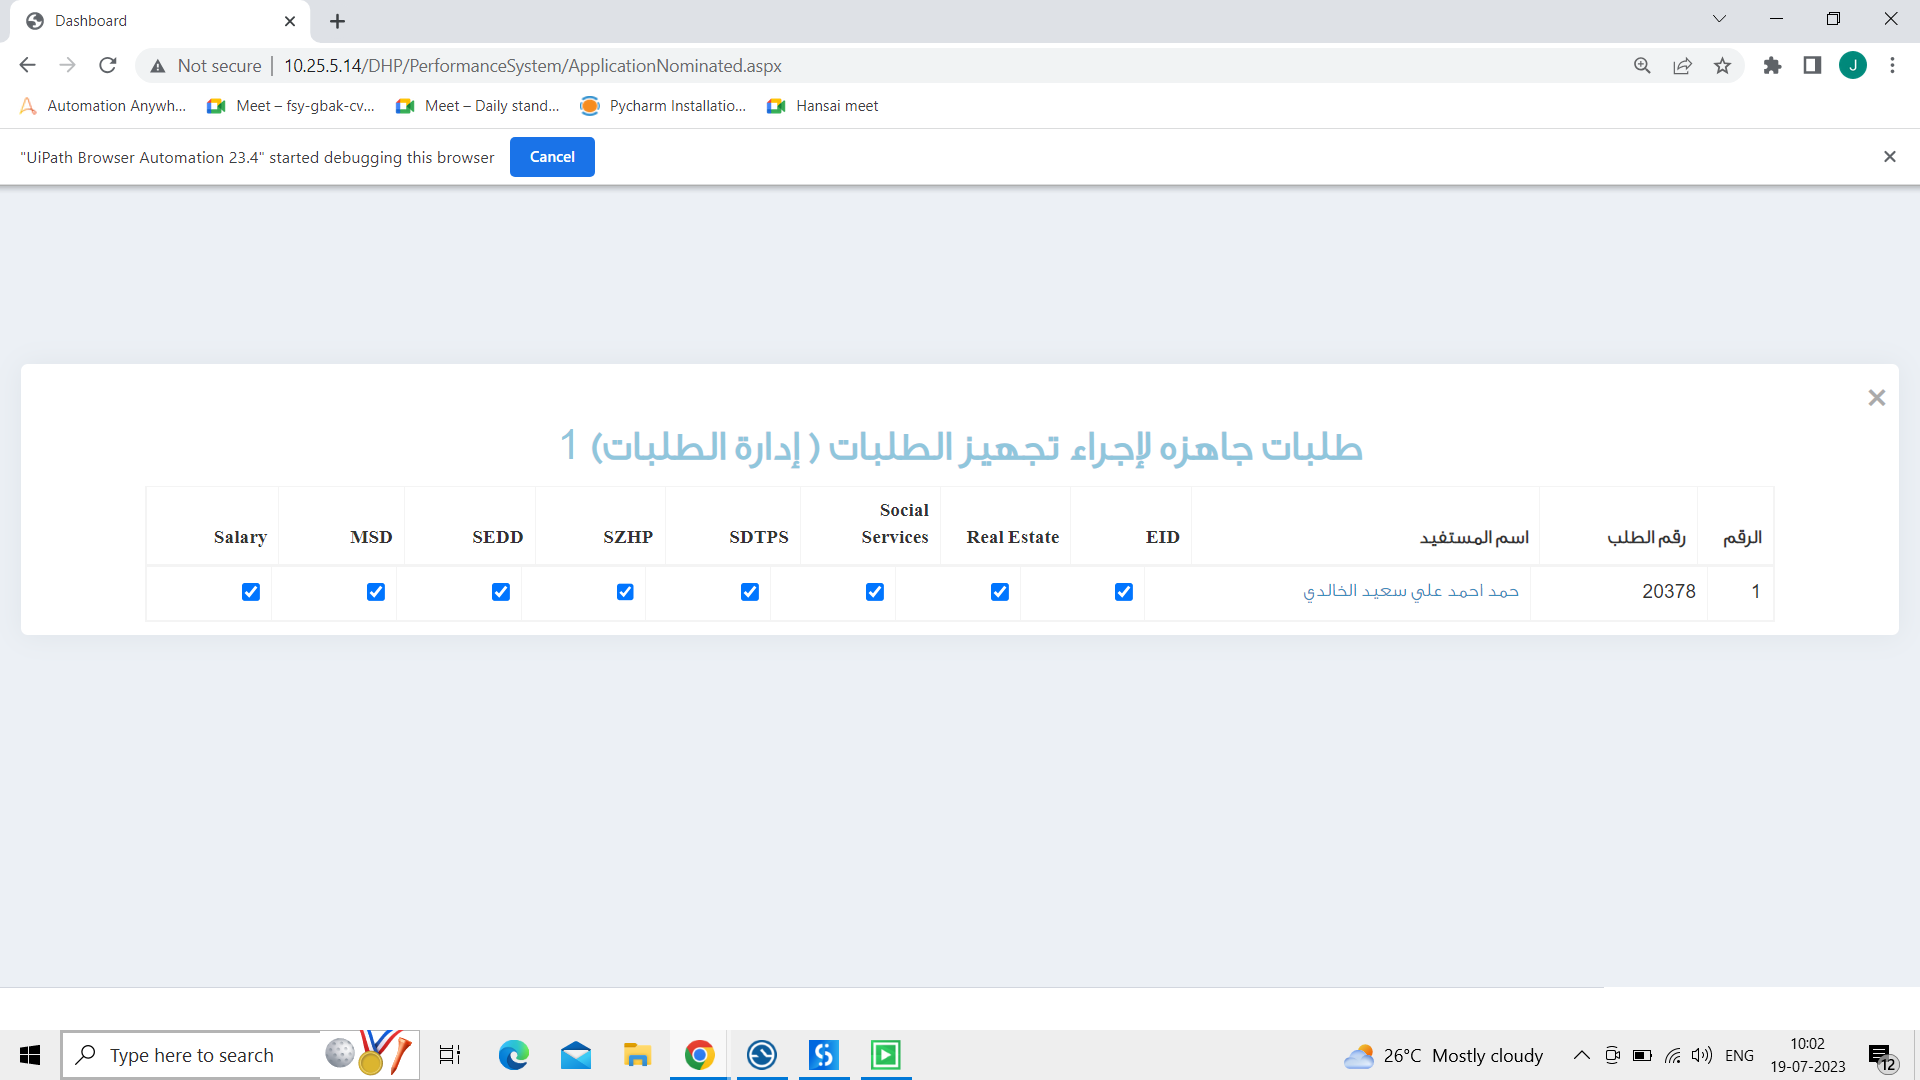 Dashboard
Not secure | 10.25.5.14/DHP/PerformanceSystem/ApplicationNominated.aspx
J
Automation Anywh... Meet – fsy-gbak-cv... Meet – Daily stand... Pycharm Installatio... Hansai meet
"UiPath Browser Automation 23.4" started debugging this browser Cancel
طلبات جاهزه لإجراء تجهيز الطلبات ( إدارة الطلبات) 1
الرقم رقم الطلب اسم المستفيد EID Real Estate Social Services SDTPS SZHP SEDD MSD Salary
1 20378 حمد احمد علي سعيد الخالدي
Type here to search
26°C Mostly cloudy
ENG
10:02
19-07-2023
12